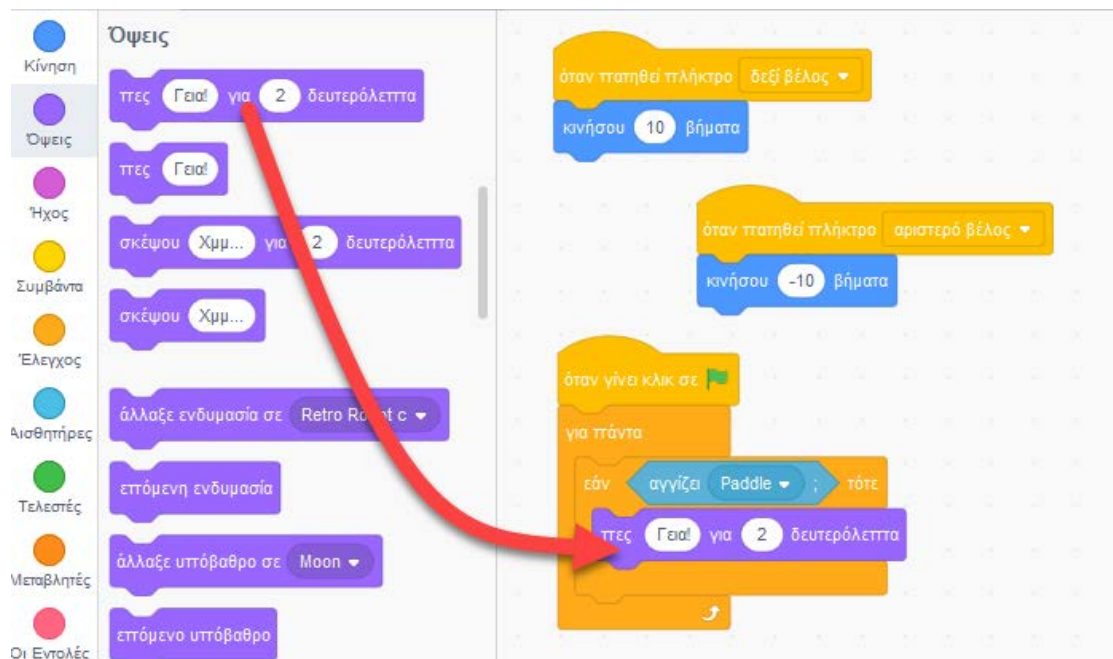 Κίνηση
Όψεις
Ήχος
Συμβάντα
Έλεγχος
Αισθητήρες
Τελεστές
Μεταβλητές
Οι Εντολές
Όψεις
πες Γεια! για 2 δευτερόλεπτα
πες Γεια!
σκέψου Χμμ... για 2 δευτερόλεπτα
σκέψου Χμμ...
άλλαξε ενδυμασία σε Retro Robot c
επόμενη ενδυμασία
άλλαξε υπόβαθρο σε Moon
επόμενο υπόβαθρο
όταν πατηθεί πλήκτρο δεξί βέλος
κινήσου 10 βήματα
όταν πατηθεί πλήκτρο αριστερό βέλος
κινήσου -10 βήματα
όταν γίνει κλικ σε
για πάντα
εάν αγγίζει Paddle ; τότε
πες Γεια! για 2 δευτερόλεπτα